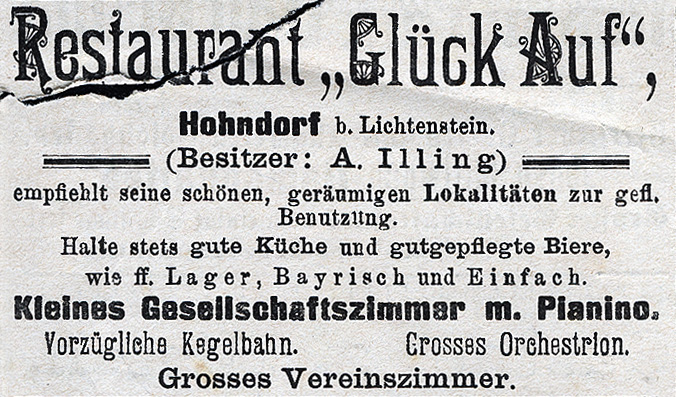 Restaurant „Glück Auf“,
Hohndorf b. Lichtenstein.
(Besitzer: A. Illing)
empfiehlt seine schönen, geräumigen Lokalitäten zur gefl.
Benutzung.
Halte stets gute Küche und gutgepflegte Biere,
wie ff. Lager, Bayrisch und Einfach.
Kleines Gesellschaftszimmer m. Pianino.
Vorzügliche Kegelbahn. Grosses Orchestrion.
Grosses Vereinszimmer.